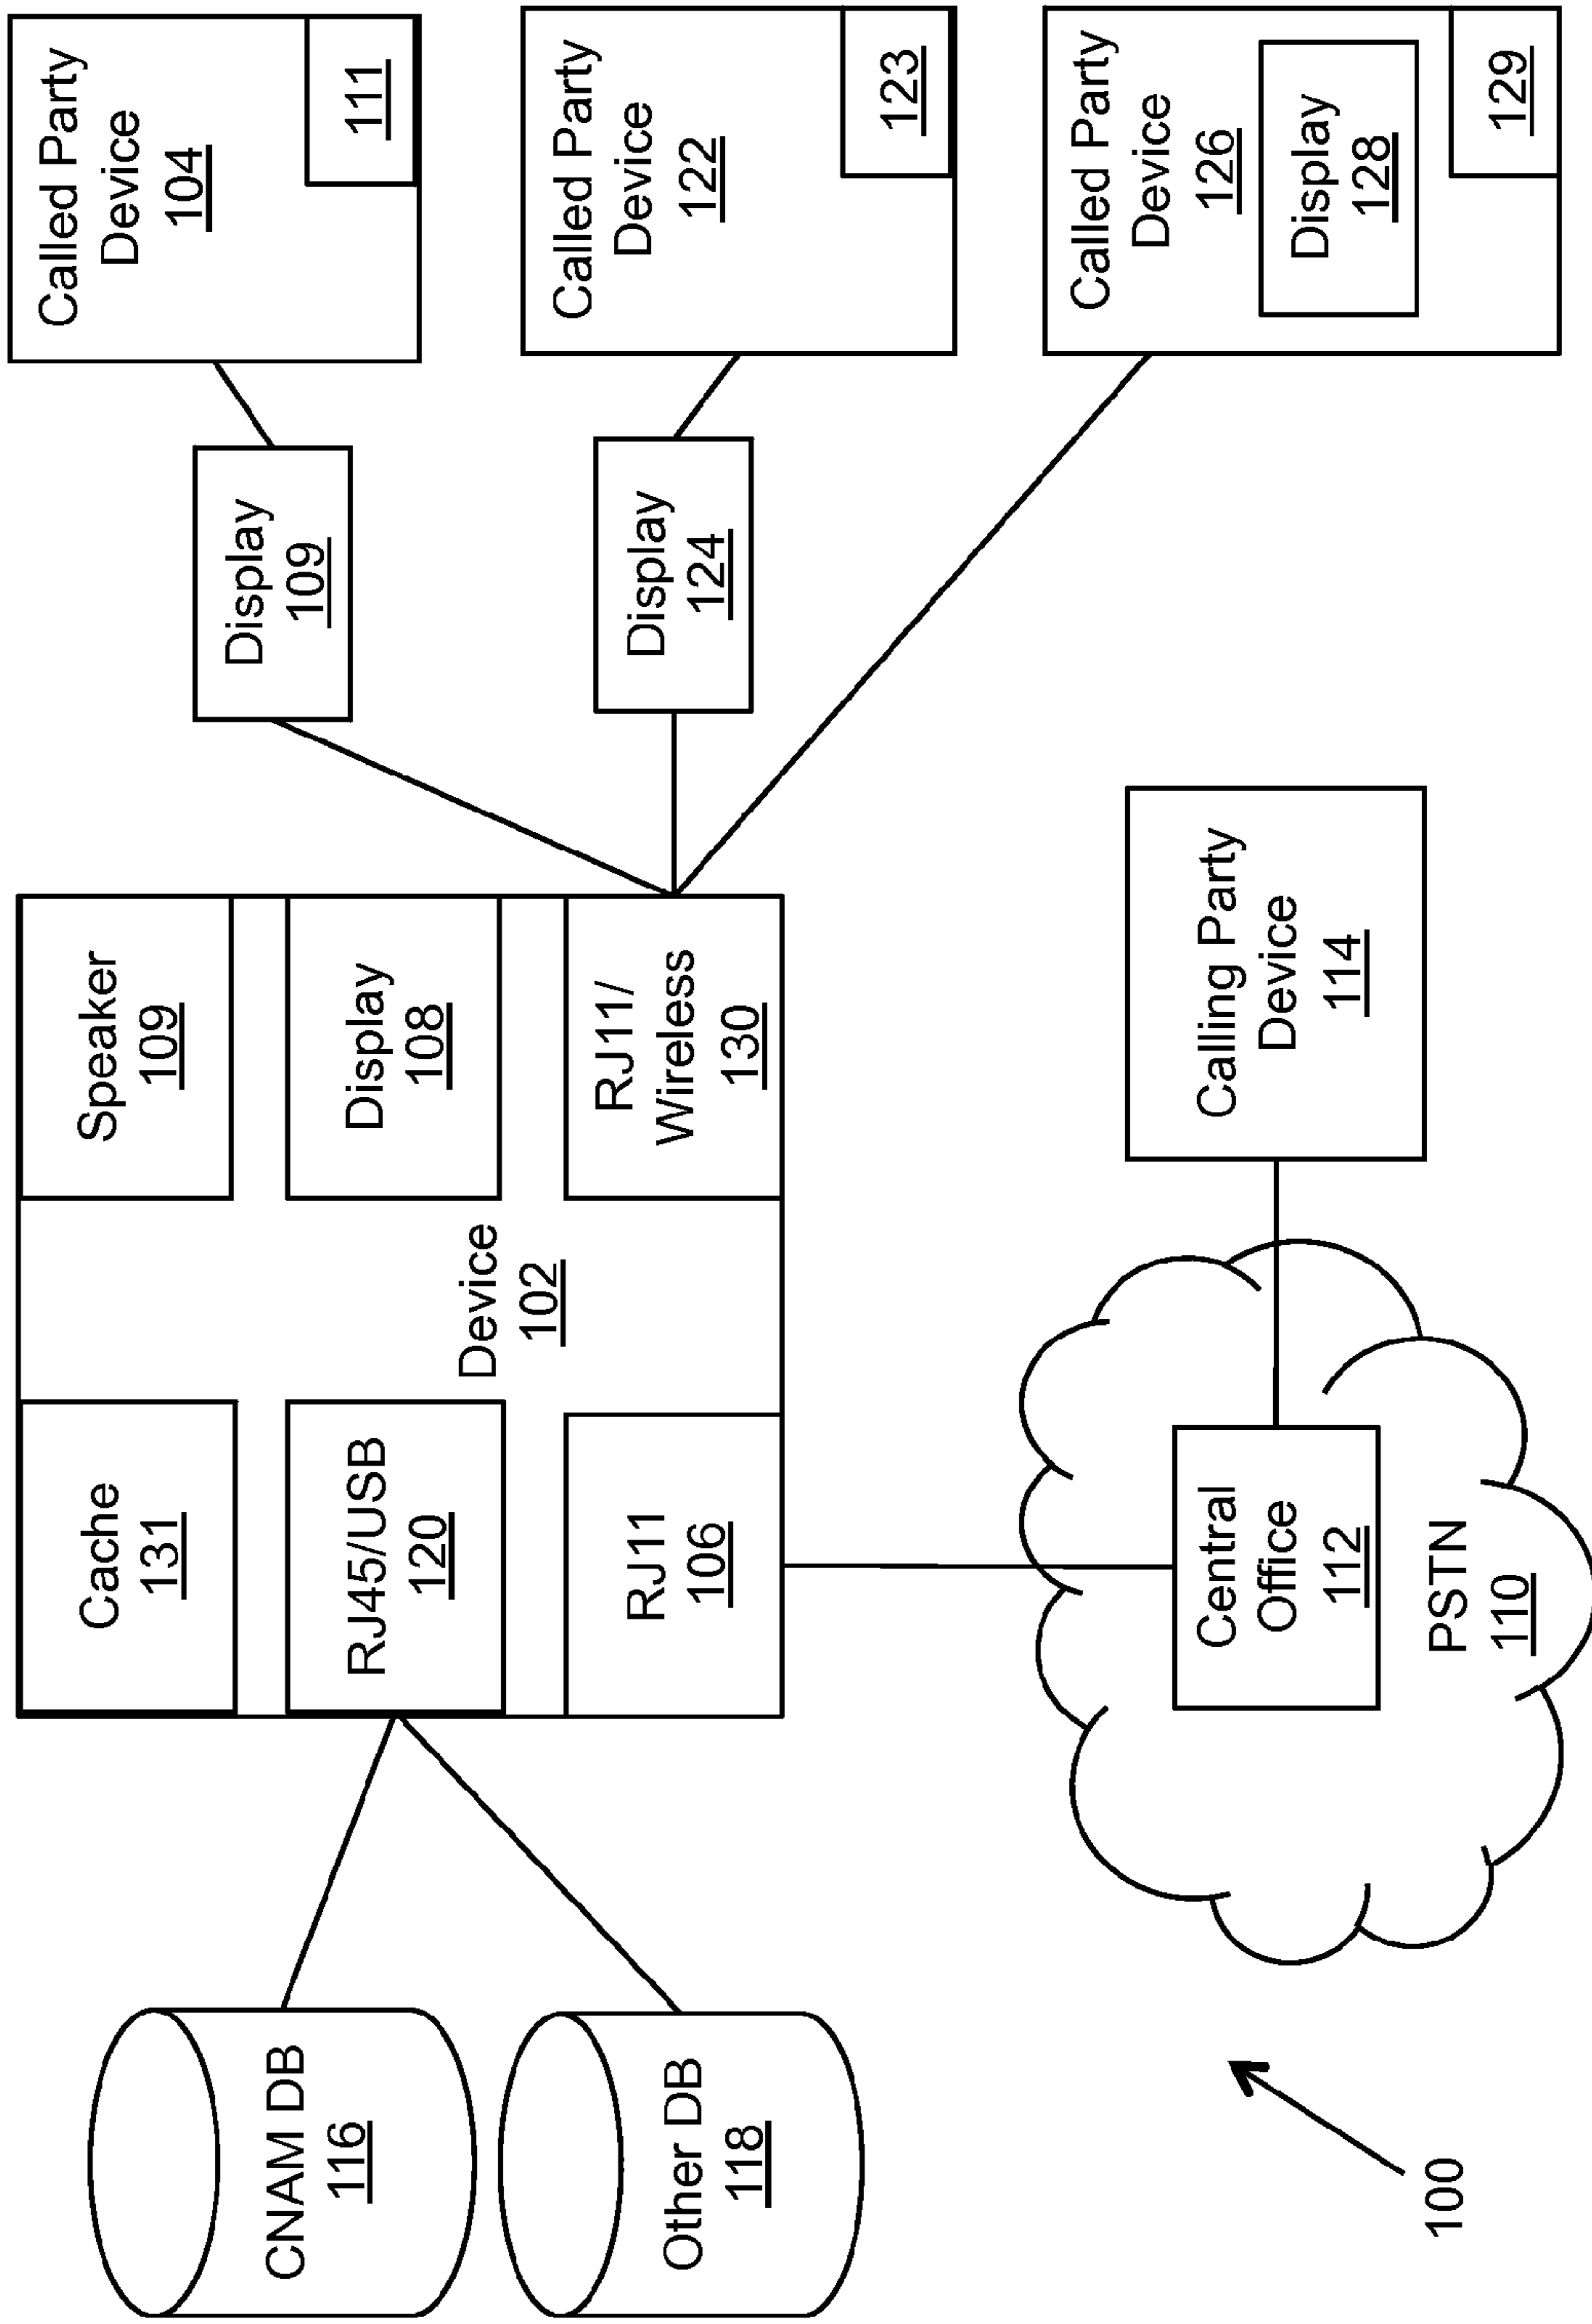 CNAM DB
116
Other DB
118
Cache
131
RJ45/USB
120
RJ11
106
Device
102
Speaker
109
Display
108
RJ11/
Wireless
130
Display
109
Display
124
Called Party
Device
104
111
Called Party
Device
122
123
Called Party
Device
126
Display
128
129
Calling Party
Device
114
Central
Office
112
PSTN
110
100